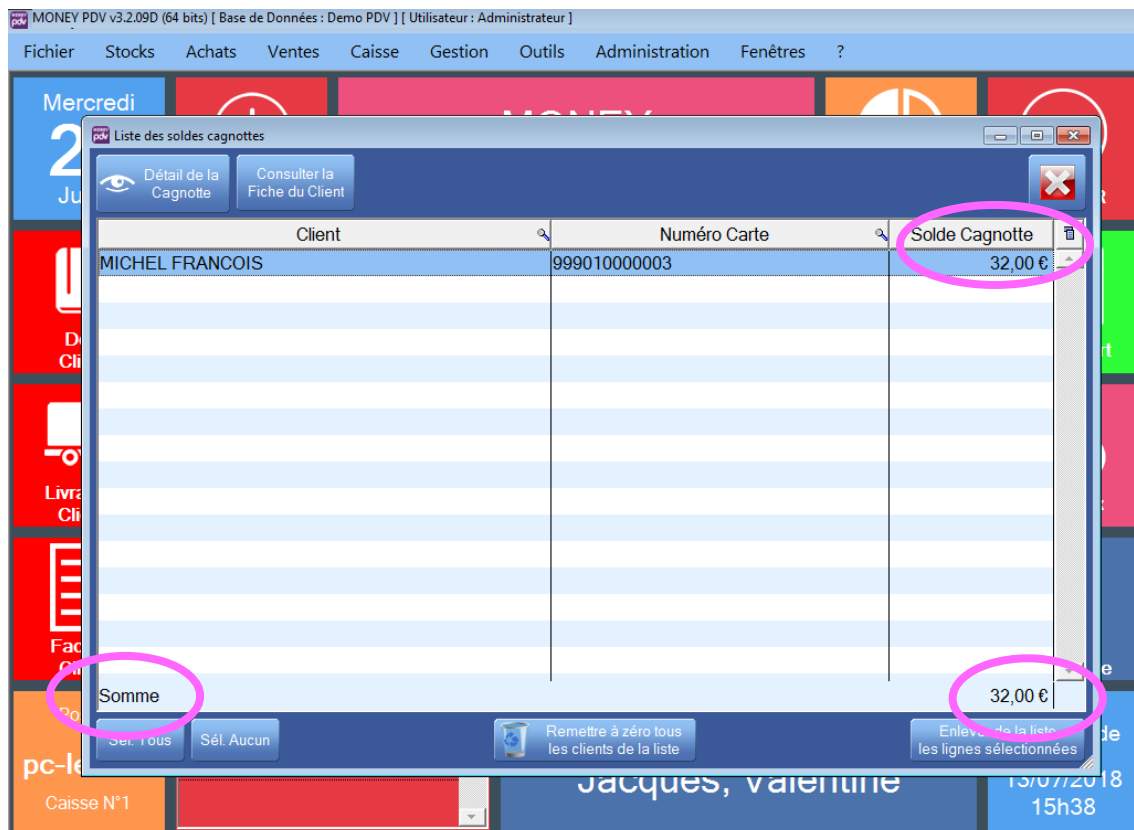 MONEY PDV v3.2.09D (64 bits) [ Base de Données : Demo PDV ] [ Utilisateur : Administrateur ]
Fichier Stocks Achats Ventes Caisse Gestion Outils Administration Fenêtres ?
Mercredi
MONEY
pdv Liste des soldes cagnottes
Détail de la
Cagnotte
Consulter la
Fiche du Client
Client Numéro Carte Solde Cagnotte
MICHEL FRANCOIS 999010000003 32,00 €
Somme 32,00 €
Sél. Tous Sél. Aucun
Remettre à zéro tous
les clients de la liste
Enlever de la liste
les lignes sélectionnées
Jacques, Valentine
Caisse N°1
13/07/2018
15h38